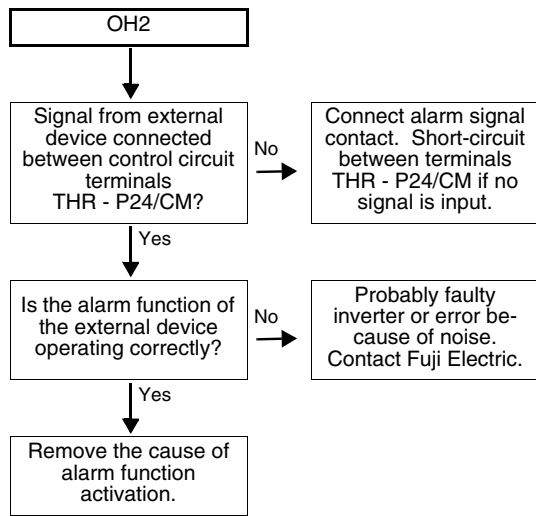 OH2
Signal from external
device connected
between control circuit
terminals
THR - P24/CM?
No
Connect alarm signal
contact. Short-circuit
between terminals
THR - P24/CM if no
signal is input.
Yes
Is the alarm function of
the external device
operating correctly?
No
Probably faulty
inverter or error be-
cause of noise.
Contact Fuji Electric.
Yes
Remove the cause of
alarm function
activation.